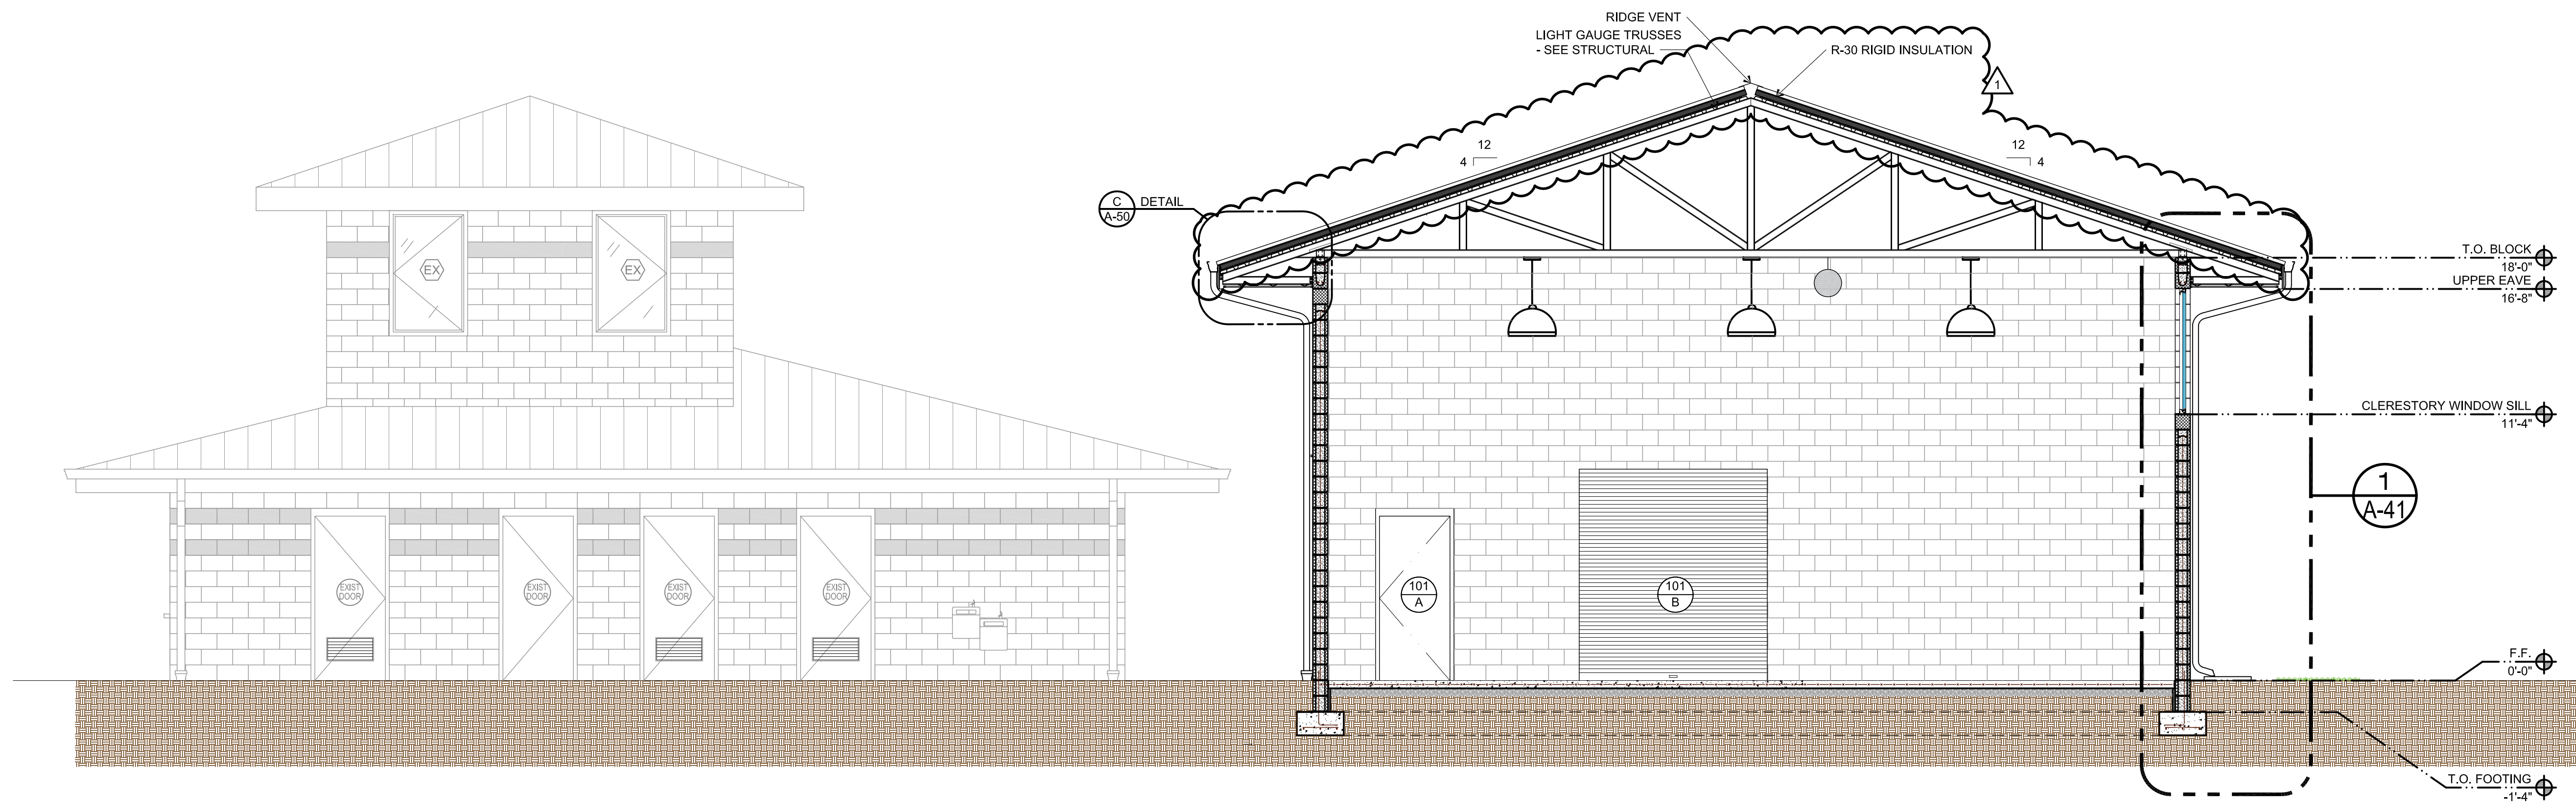 RIDGE VENT
LIGHT GAUGE TRUSSES
- SEE STRUCTURAL
R-30 RIGID INSULATION
1
12
4
12
4
C
A-50
DETAIL
T.O. BLOCK
18'-0"
UPPER EAVE
16'-8"
EX
EX
CLERESTORY WINDOW SILL
11'-4"
1
A-41
EXIST
DOOR
EXIST
DOOR
EXIST
DOOR
EXIST
DOOR
101
A
101
B
F.F.
0'-0"
T.O. FOOTING
-1'-4"